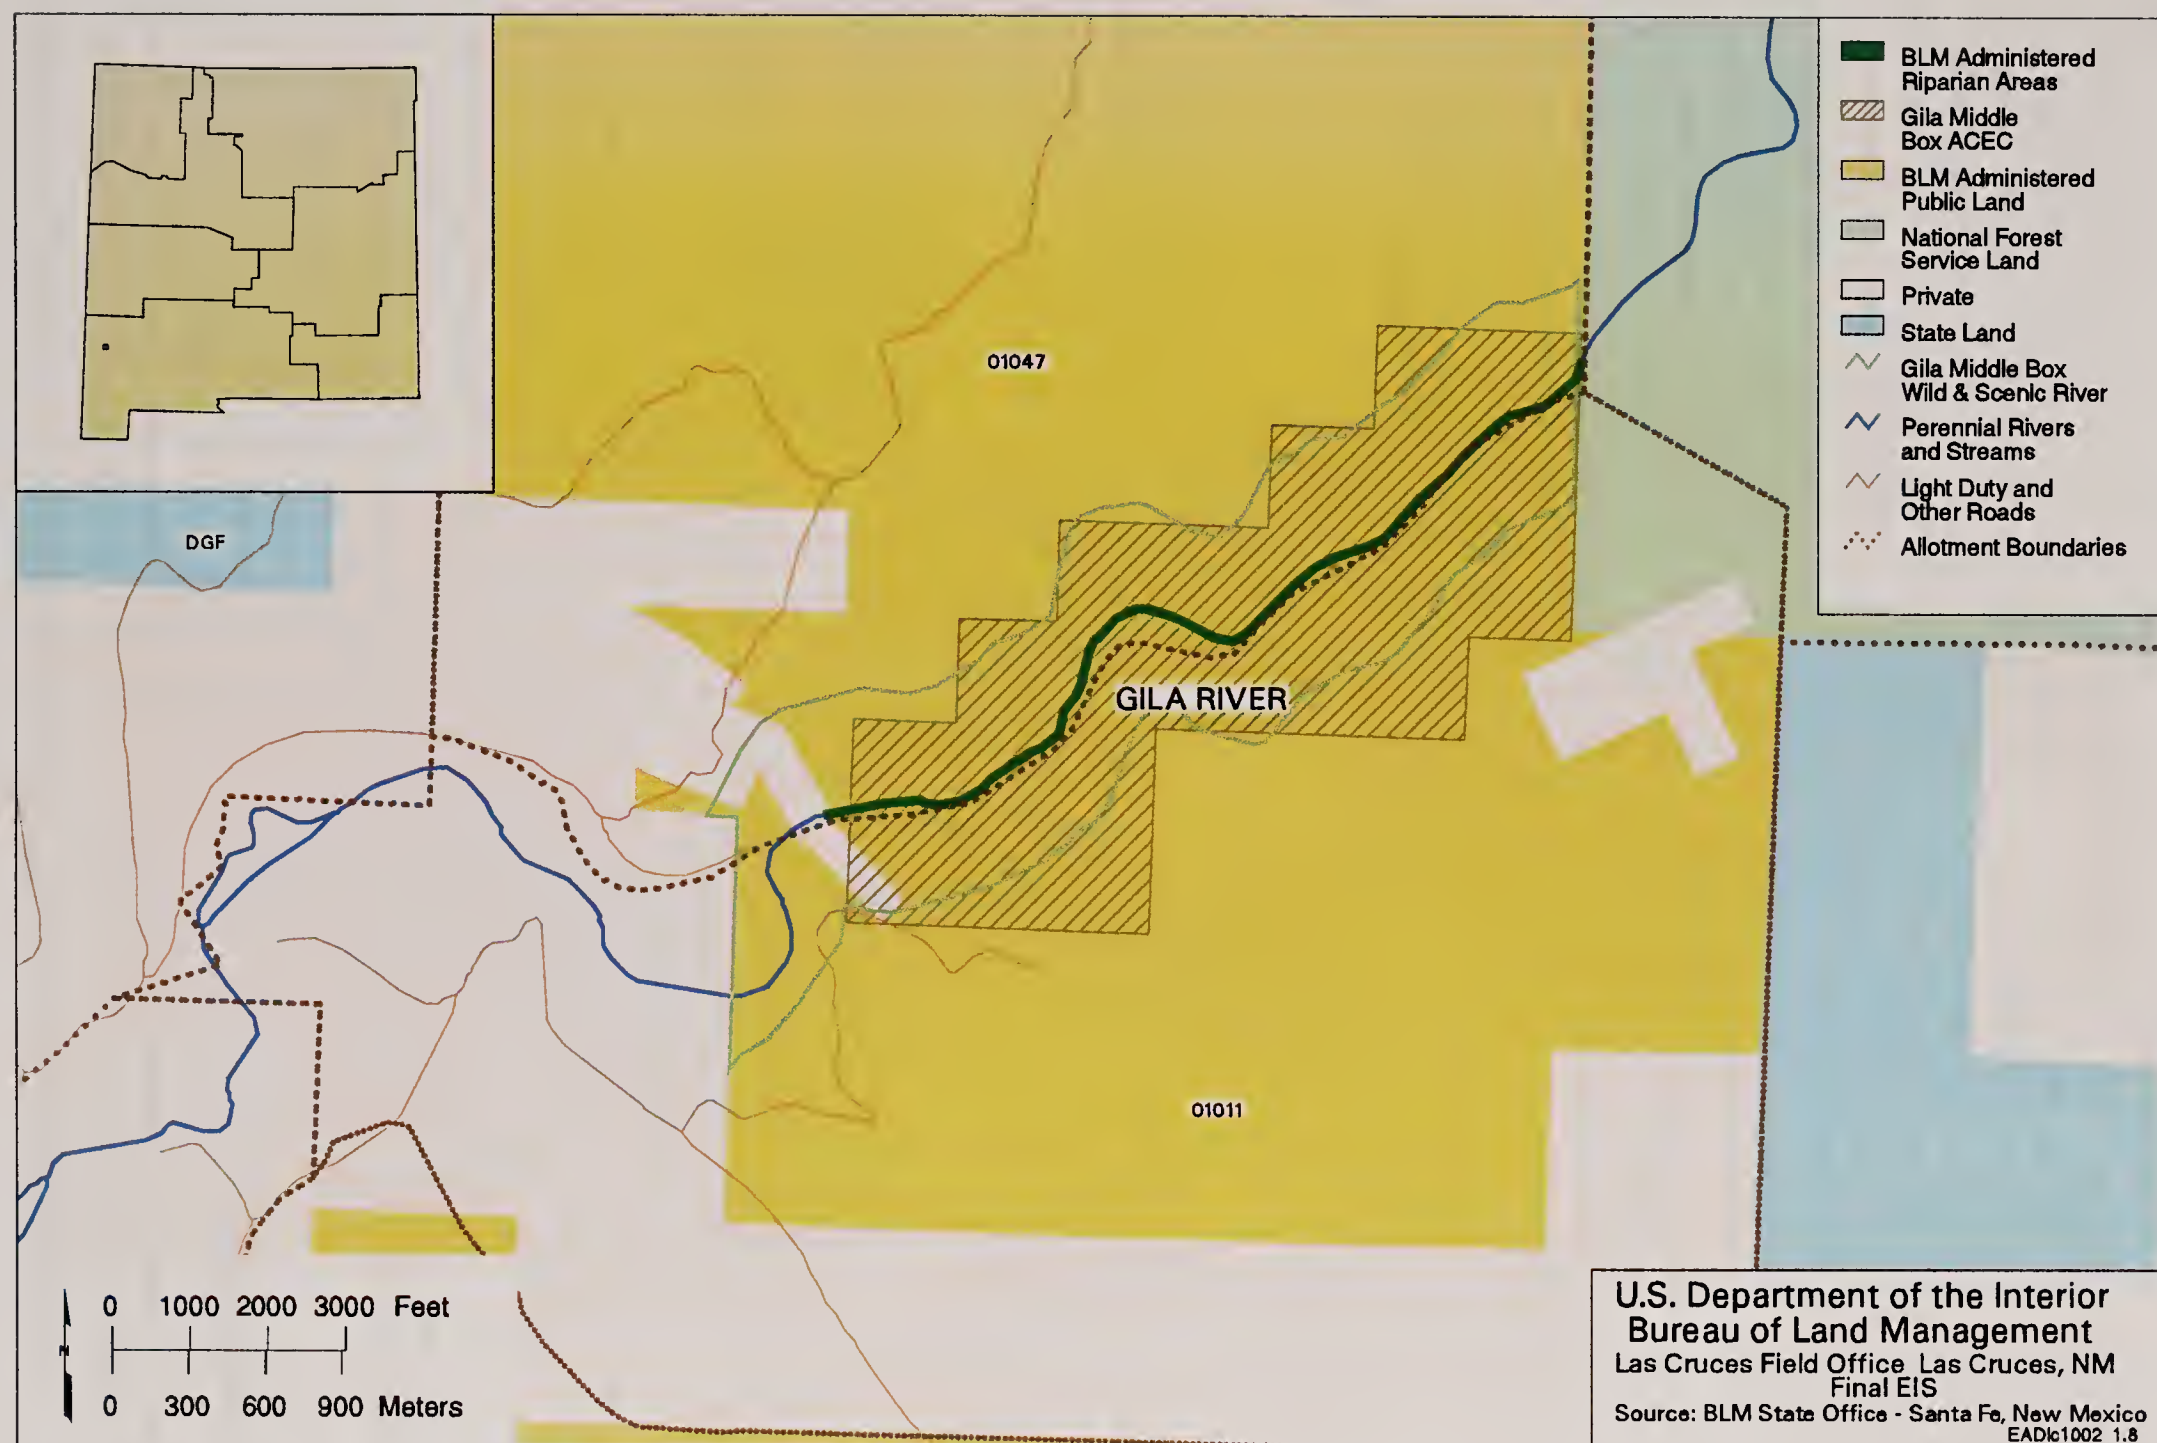 BLM Administered
Riparian Areas
Gila Middle
Box ACEC
BLM Administered
Public Land
National Forest
Service Land
Private
State Land
Gila Middle Box
Wild & Scenic River
Perennial Rivers
and Streams
Light Duty and
Other Roads
Allotment Boundaries
01047
DGF
GILA RIVER
01011
0 1000 2000 3000 Feet
N
0 300 600 900 Meters
U.S. Department of the Interior
Bureau of Land Management
Las Cruces Field Office Las Cruces, NM
Final EIS
Source: BLM State Office - Santa Fe, New Mexico
EADlc1002 1.8